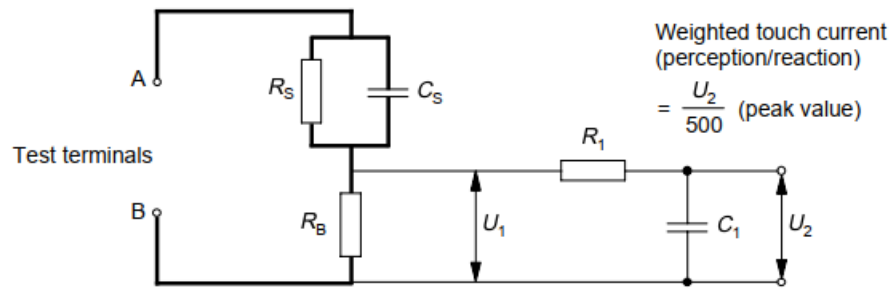 Weighted touch current
(perception/reaction)
= U2/500 (peak value)
A
RS
CS
R1
Test terminals
B
RB
U1
C1
U2